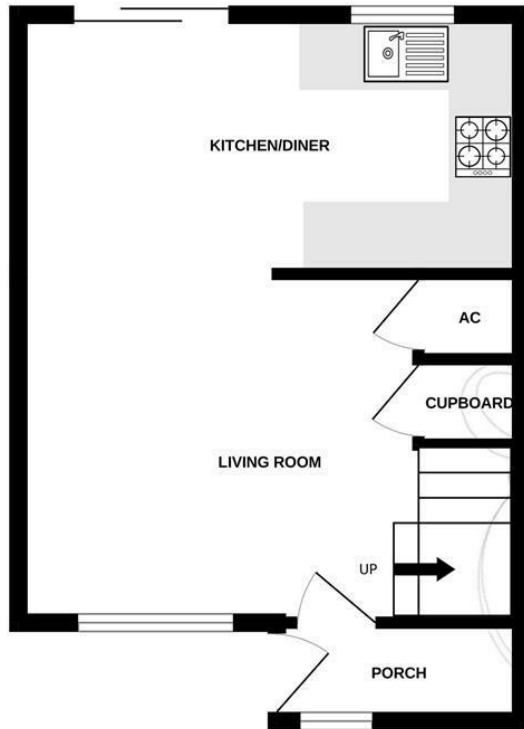 KITCHEN/DINER
AC
CUPBOARD
LIVING ROOM
UP
PORCH